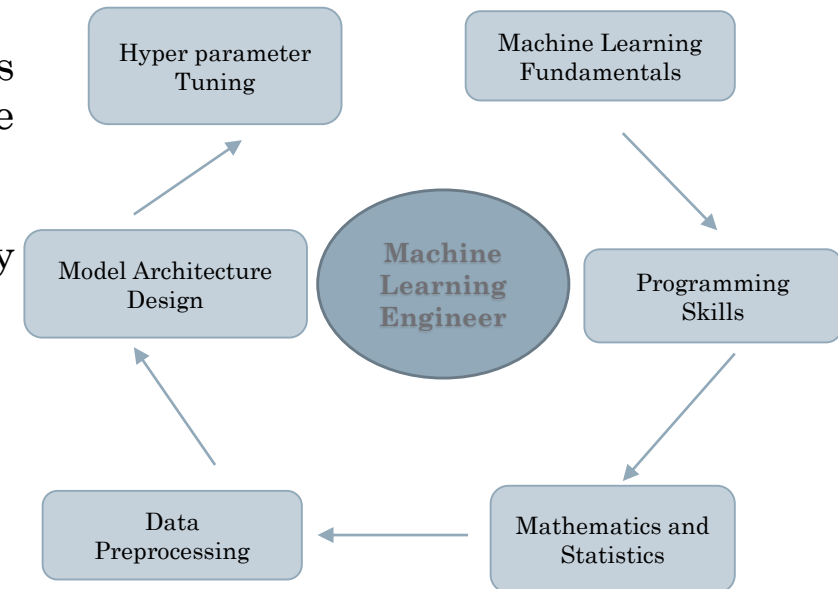 s
e
y
Hyper parameter
Tuning
Machine Learning
Fundamentals
Machine
Learning
Engineer
Model Architecture
Design
Programming
Skills
Data
Preprocessing
Mathematics and
Statistics